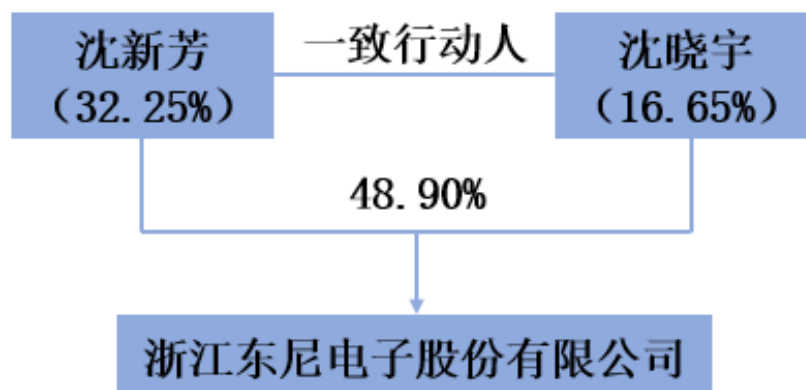 沈新芳
（32.25%）
一致行动人
沈晓宇
（16.65%）
48.90%
浙江东尼电子股份有限公司